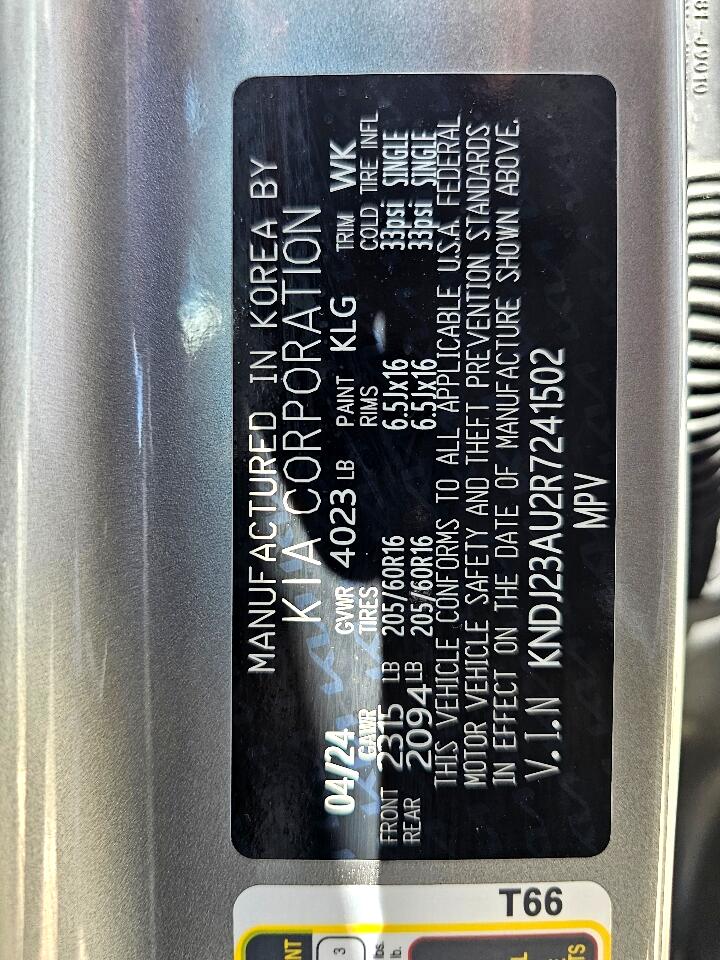 MANUFACTURED IN KOREA BY
KIA CORPORATION
04/24 GVWR 4023 LB PAINT KLG TRIM WK
GAWR TIRES RIMS COLD TIRE INFL
FRONT 2315 LB 205/60R16 6.5Jx16 33psi SINGLE
REAR 2094 LB 205/60R16 6.5Jx16 33psi SINGLE
THIS VEHICLE CONFORMS TO ALL APPLICABLE U.S.A. FEDERAL
MOTOR VEHICLE SAFETY AND THEFT PREVENTION STANDARDS
IN EFFECT ON THE DATE OF MANUFACTURE SHOWN ABOVE.
V.I.N KNDJ23AU2R7241502
MPV
T66
3